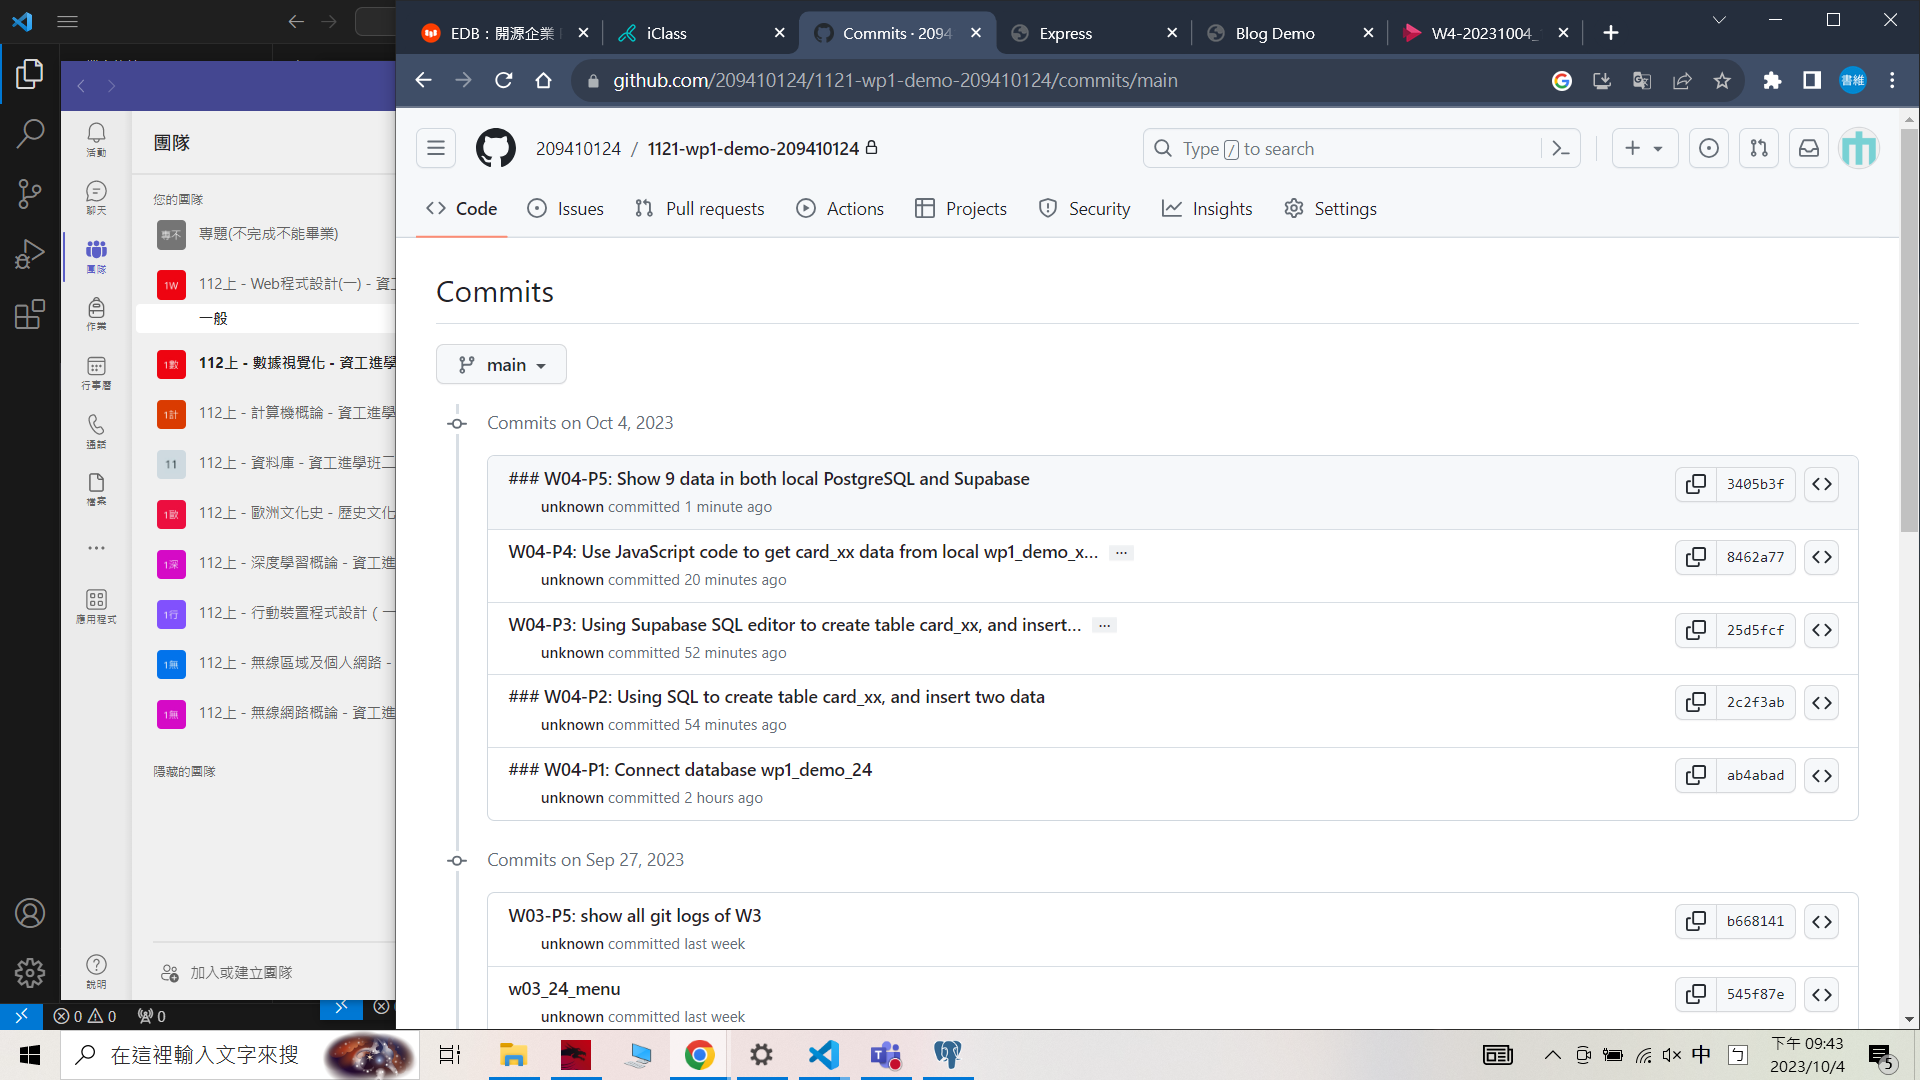 EDB：開源企業
iClass
Commits · 2094
Express
Blog Demo
W4-20231004_
github.com/209410124/1121-wp1-demo-209410124/commits/main
書維
209410124 / 1121-wp1-demo-209410124
Type / to search
Code
Issues
Pull requests
Actions
Projects
Security
Insights
Settings
Commits
main
Commits on Oct 4, 2023
### W04-P5: Show 9 data in both local PostgreSQL and Supabase
3405b3f
unknown committed 1 minute ago
W04-P4: Use JavaScript code to get card_xx data from local wp1_demo_x… …
8462a77
unknown committed 20 minutes ago
W04-P3: Using Supabase SQL editor to create table card_xx, and insert… …
25d5fcf
unknown committed 52 minutes ago
### W04-P2: Using SQL to create table card_xx, and insert two data
2c2f3ab
unknown committed 54 minutes ago
### W04-P1: Connect database wp1_demo_24
ab4abad
unknown committed 2 hours ago
Commits on Sep 27, 2023
W03-P5: show all git logs of W3
b668141
unknown committed last week
w03_24_menu
545f87e
unknown committed last week
活動
聊天
團隊
作業
行事曆
通話
檔案
應用程式
說明
團隊
您的團隊
專不 專題(不完成不能畢業)
1W 112上 - Web程式設計(一) - 資工
一般
1數 112上 - 數據視覺化 - 資工進學
1計 112上 - 計算機概論 - 資工進學
11 112上 - 資料庫 - 資工進學班二
1歐 112上 - 歐洲文化史 - 歷史文化
1深 112上 - 深度學習概論 - 資工進
1行 112上 - 行動裝置程式設計 ( 一
1無 112上 - 無線區域及個人網路 -
1無 112上 - 無線網路概論 - 資工進
隱藏的團隊
加入或建立團隊
0 0 0
在這裡輸入文字來搜
中
下午 09:43
2023/10/4
5